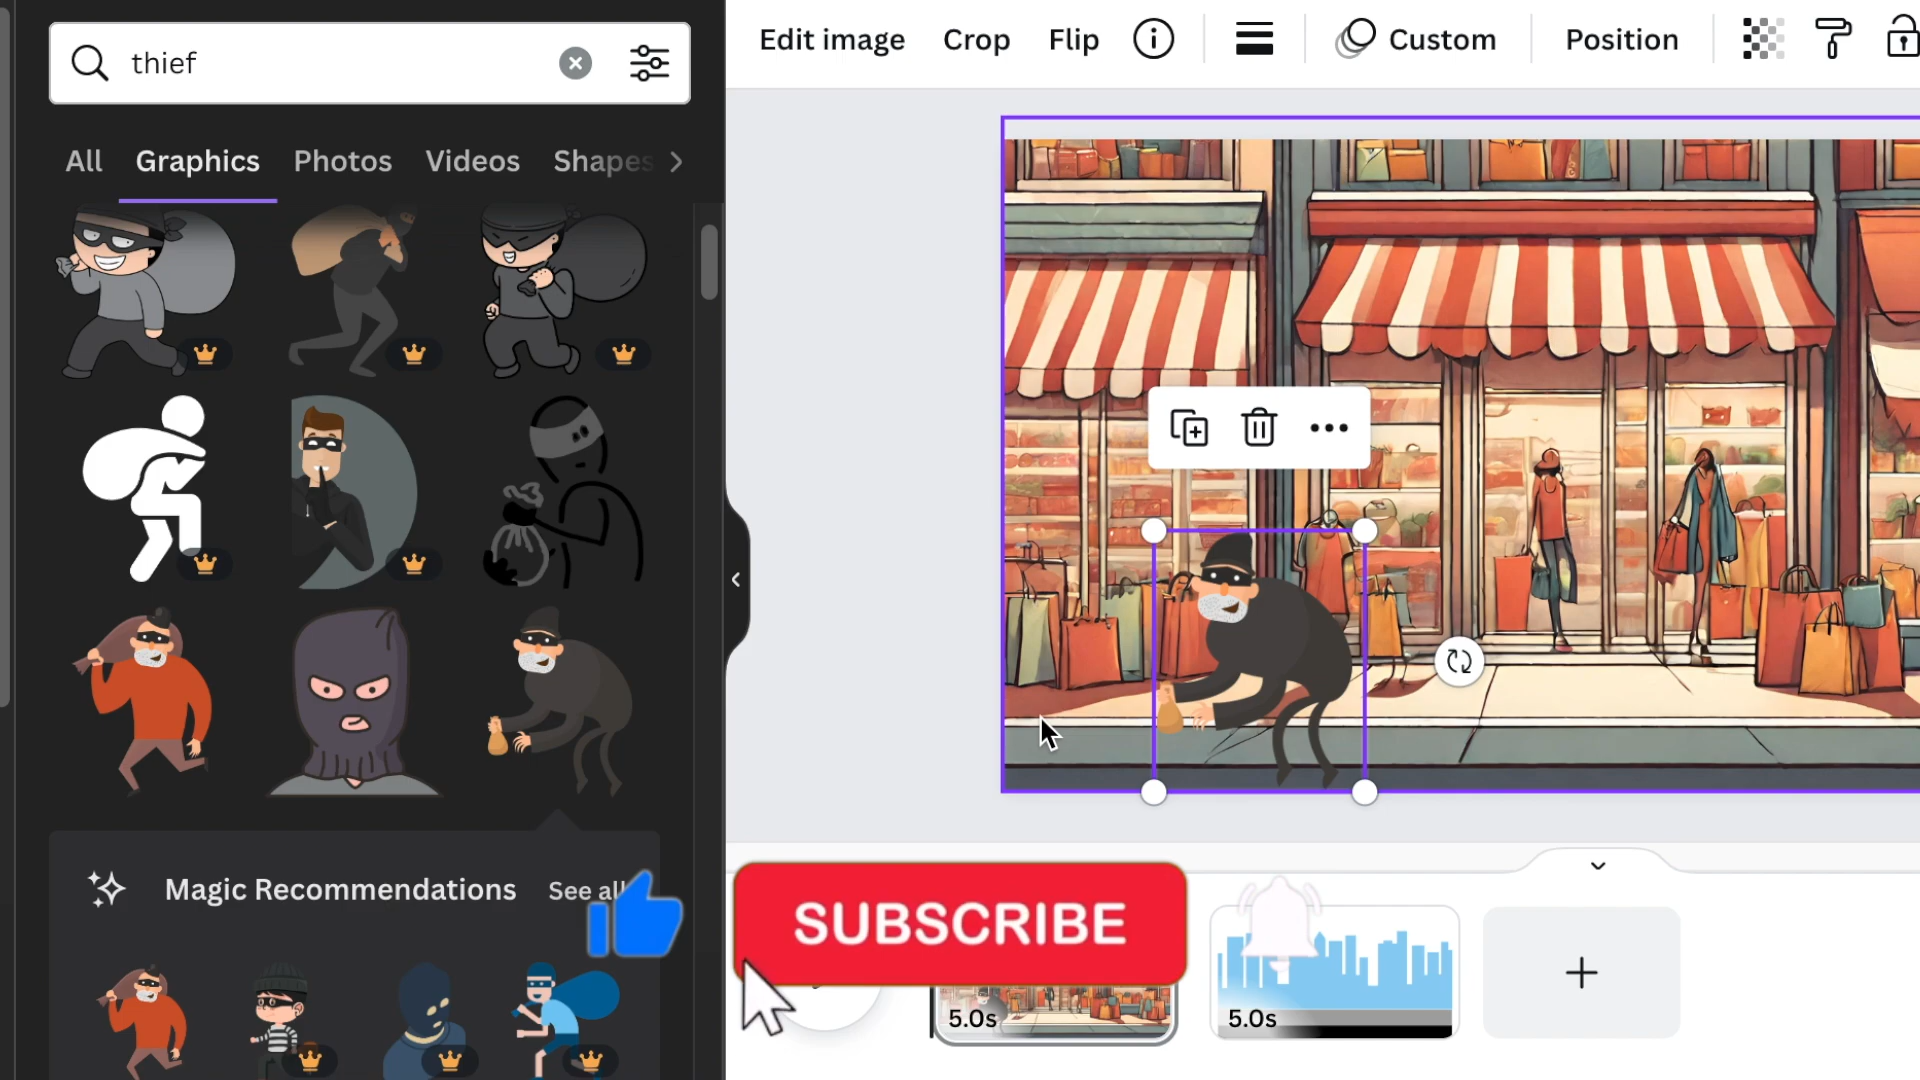 thief
Edit image Crop Flip Custom Position
All Graphics Photos Videos Shapes
Magic Recommendations See all
SUBSCRIBE
5.0s 5.0s